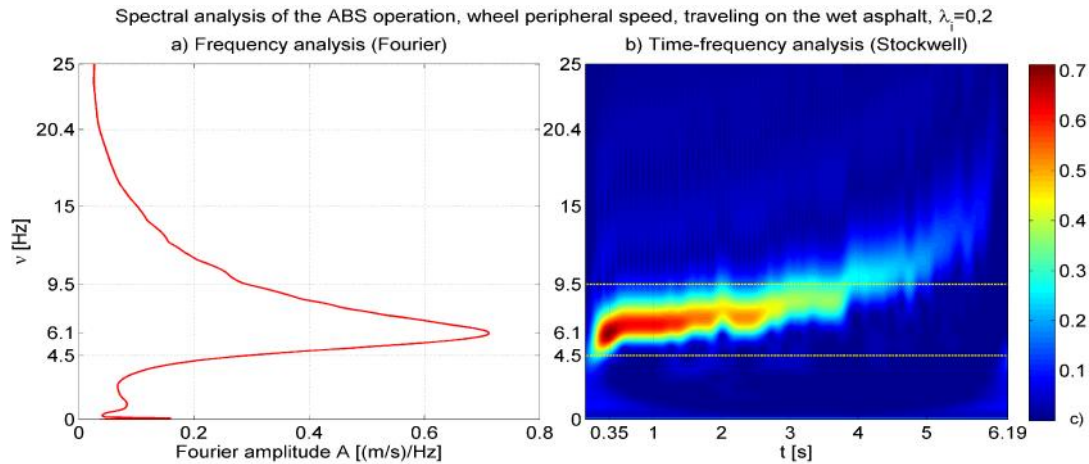 Spectral analysis of the ABS operation, wheel peripheral speed, traveling on the wet asphalt, λi=0,2
a) Frequency analysis (Fourier)
b) Time-frequency analysis (Stockwell)
ν [Hz]
25
20.4
15
9.5
6.1
4.5
0
0 0.2 0.4 0.6 0.8
Fourier amplitude A [(m/s)/Hz]
25
20.4
15
9.5
6.1
4.5
0
0.35 1 2 3 4 5 6.19
t [s]
0.7
0.6
0.5
0.4
0.3
0.2
0.1
0
c)